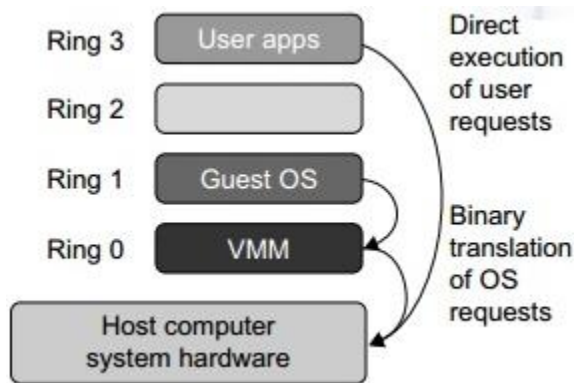 Ring 3
User apps
Direct
execution
of user
requests
Ring 2
Ring 1
Guest OS
Binary
translation
of OS
requests
Ring 0
VMM
Host computer
system hardware